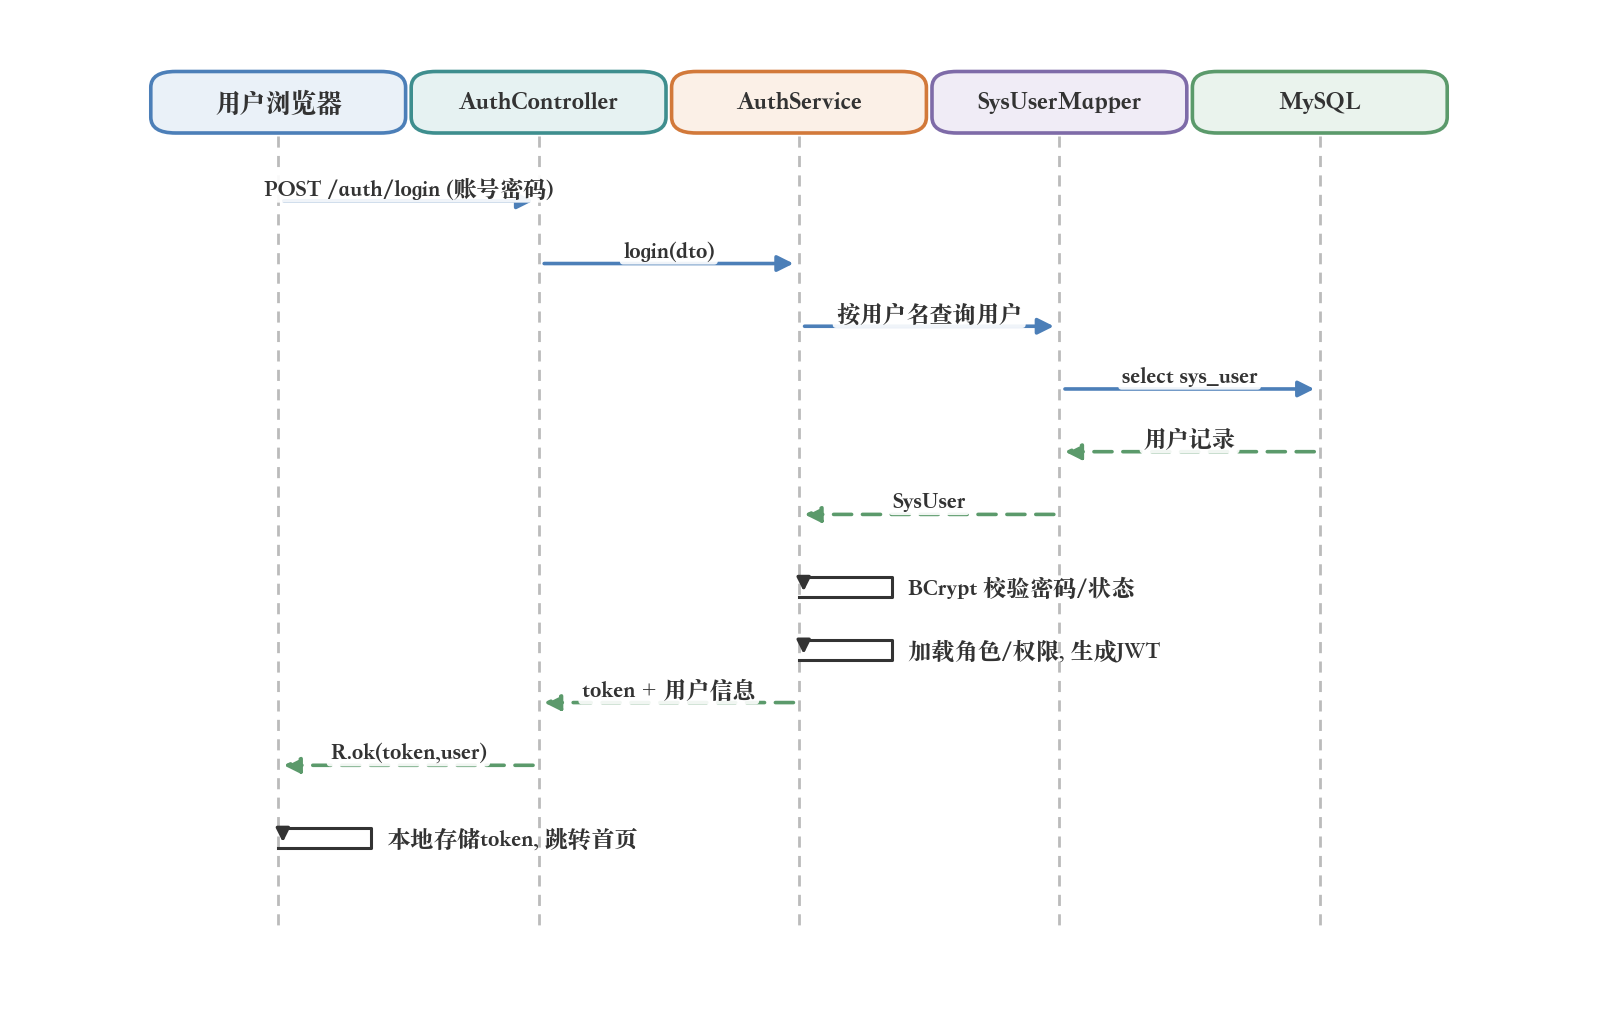 用户浏览器
AuthController
AuthService
SysUserMapper
MySQL
POST /auth/login (账号密码)
login(dto)
按用户名查询用户
select sys_user
用户记录
SysUser
BCrypt 校验密码/状态
加载角色/权限, 生成JWT
token + 用户信息
R.ok(token,user)
本地存储token, 跳转首页